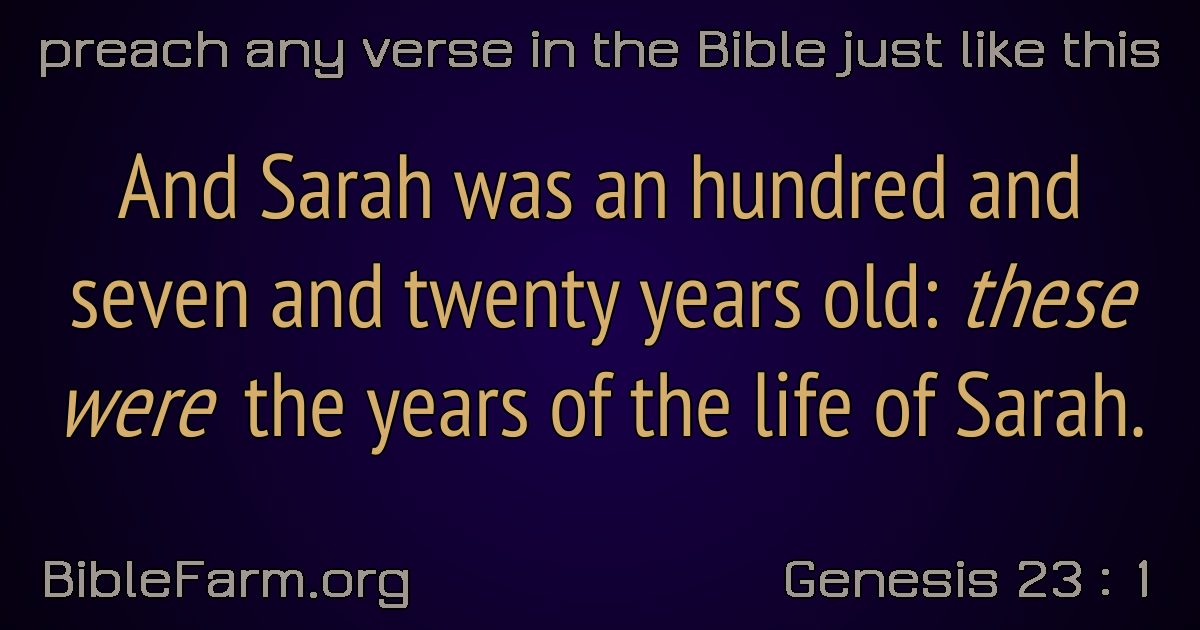 preach any verse in the Bible just like this
And Sarah was an hundred and
seven and twenty years old: these
were the years of the life of Sarah.
BibleFarm.org
Genesis 23 : 1